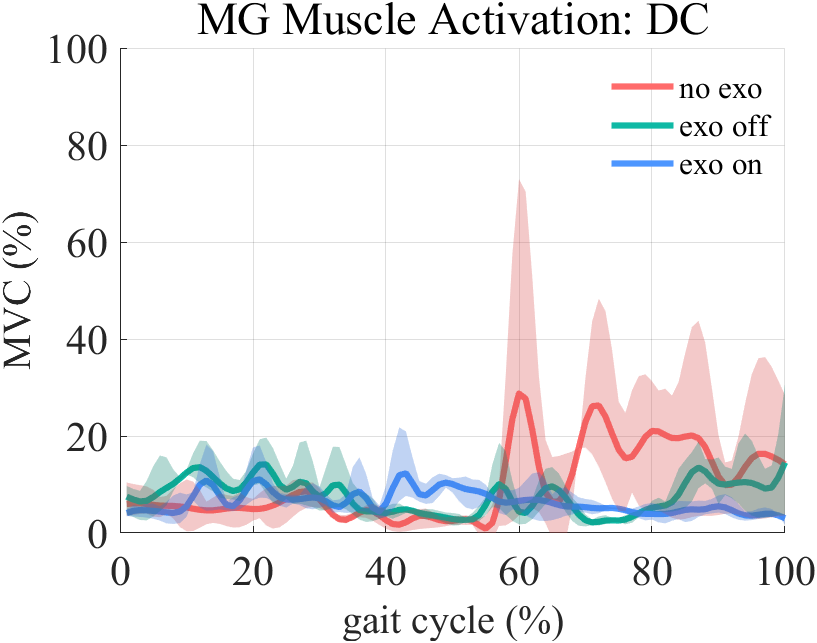 MG Muscle Activation: DC
100
80
60
40
20
0
MVC (%)
no exo
exo off
exo on
0 20 40 60 80 100
gait cycle (%)